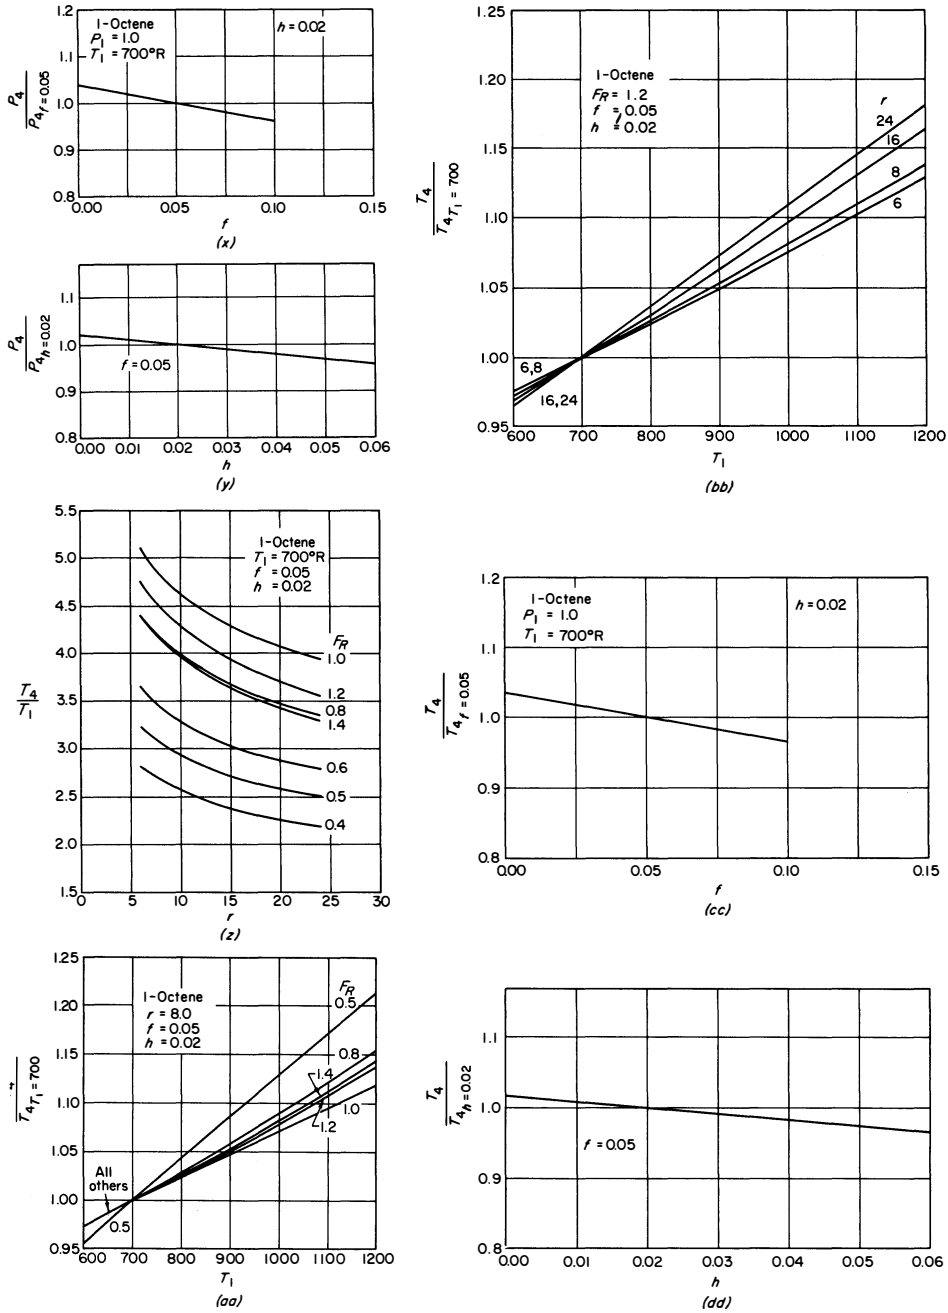 1-Octene
P1 = 1.0
T1 = 700°R
h = 0.02
P4 / P4 f = 0.05
1.2
1.1
1.0
0.9
0.8
0.00 0.05 0.10 0.15
f
(x)
P4 / P4 h = 0.02
1.1
1.0
0.9
0.8
f = 0.05
0.00 0.01 0.02 0.03 0.04 0.05 0.06
h
(y)
1-Octene
T1 = 700°R
f = 0.05
h = 0.02
T4 / T1
5.0
4.5
4.0
3.5
3.0
2.5
2.0
1.5
FR
1.0
1.2
0.8
1.4
0.6
0.5
0.4
0 5 10 15 20 25 30
r
(z)
1-Octene
r = 8.0
f = 0.05
h = 0.02
T4 T1 = 700
1.25
1.20
1.15
1.10
1.05
1.00
0.95
FR
0.5
0.8
1.4
1.0
1.2
All
others
0.5
600 700 800 900 1000 1100 1200
T1
(aa)
1-Octene
FR = 1.2
f = 0.05
h = 0.02
T4 / T4 T1 = 700
1.25
1.20
1.15
1.10
1.05
1.00
0.95
r
24
16
8
6
6,8
16,24
600 700 800 900 1000 1100 1200
T1
(bb)
1-Octene
P1 = 1.0
T1 = 700°R
h = 0.02
T4 / T4 f = 0.05
1.2
1.1
1.0
0.9
0.8
0.00 0.05 0.10 0.15
f
(cc)
T4 / T4 h = 0.02
1.1
1.0
0.9
0.8
f = 0.05
0.00 0.01 0.02 0.03 0.04 0.05 0.06
h
(dd)